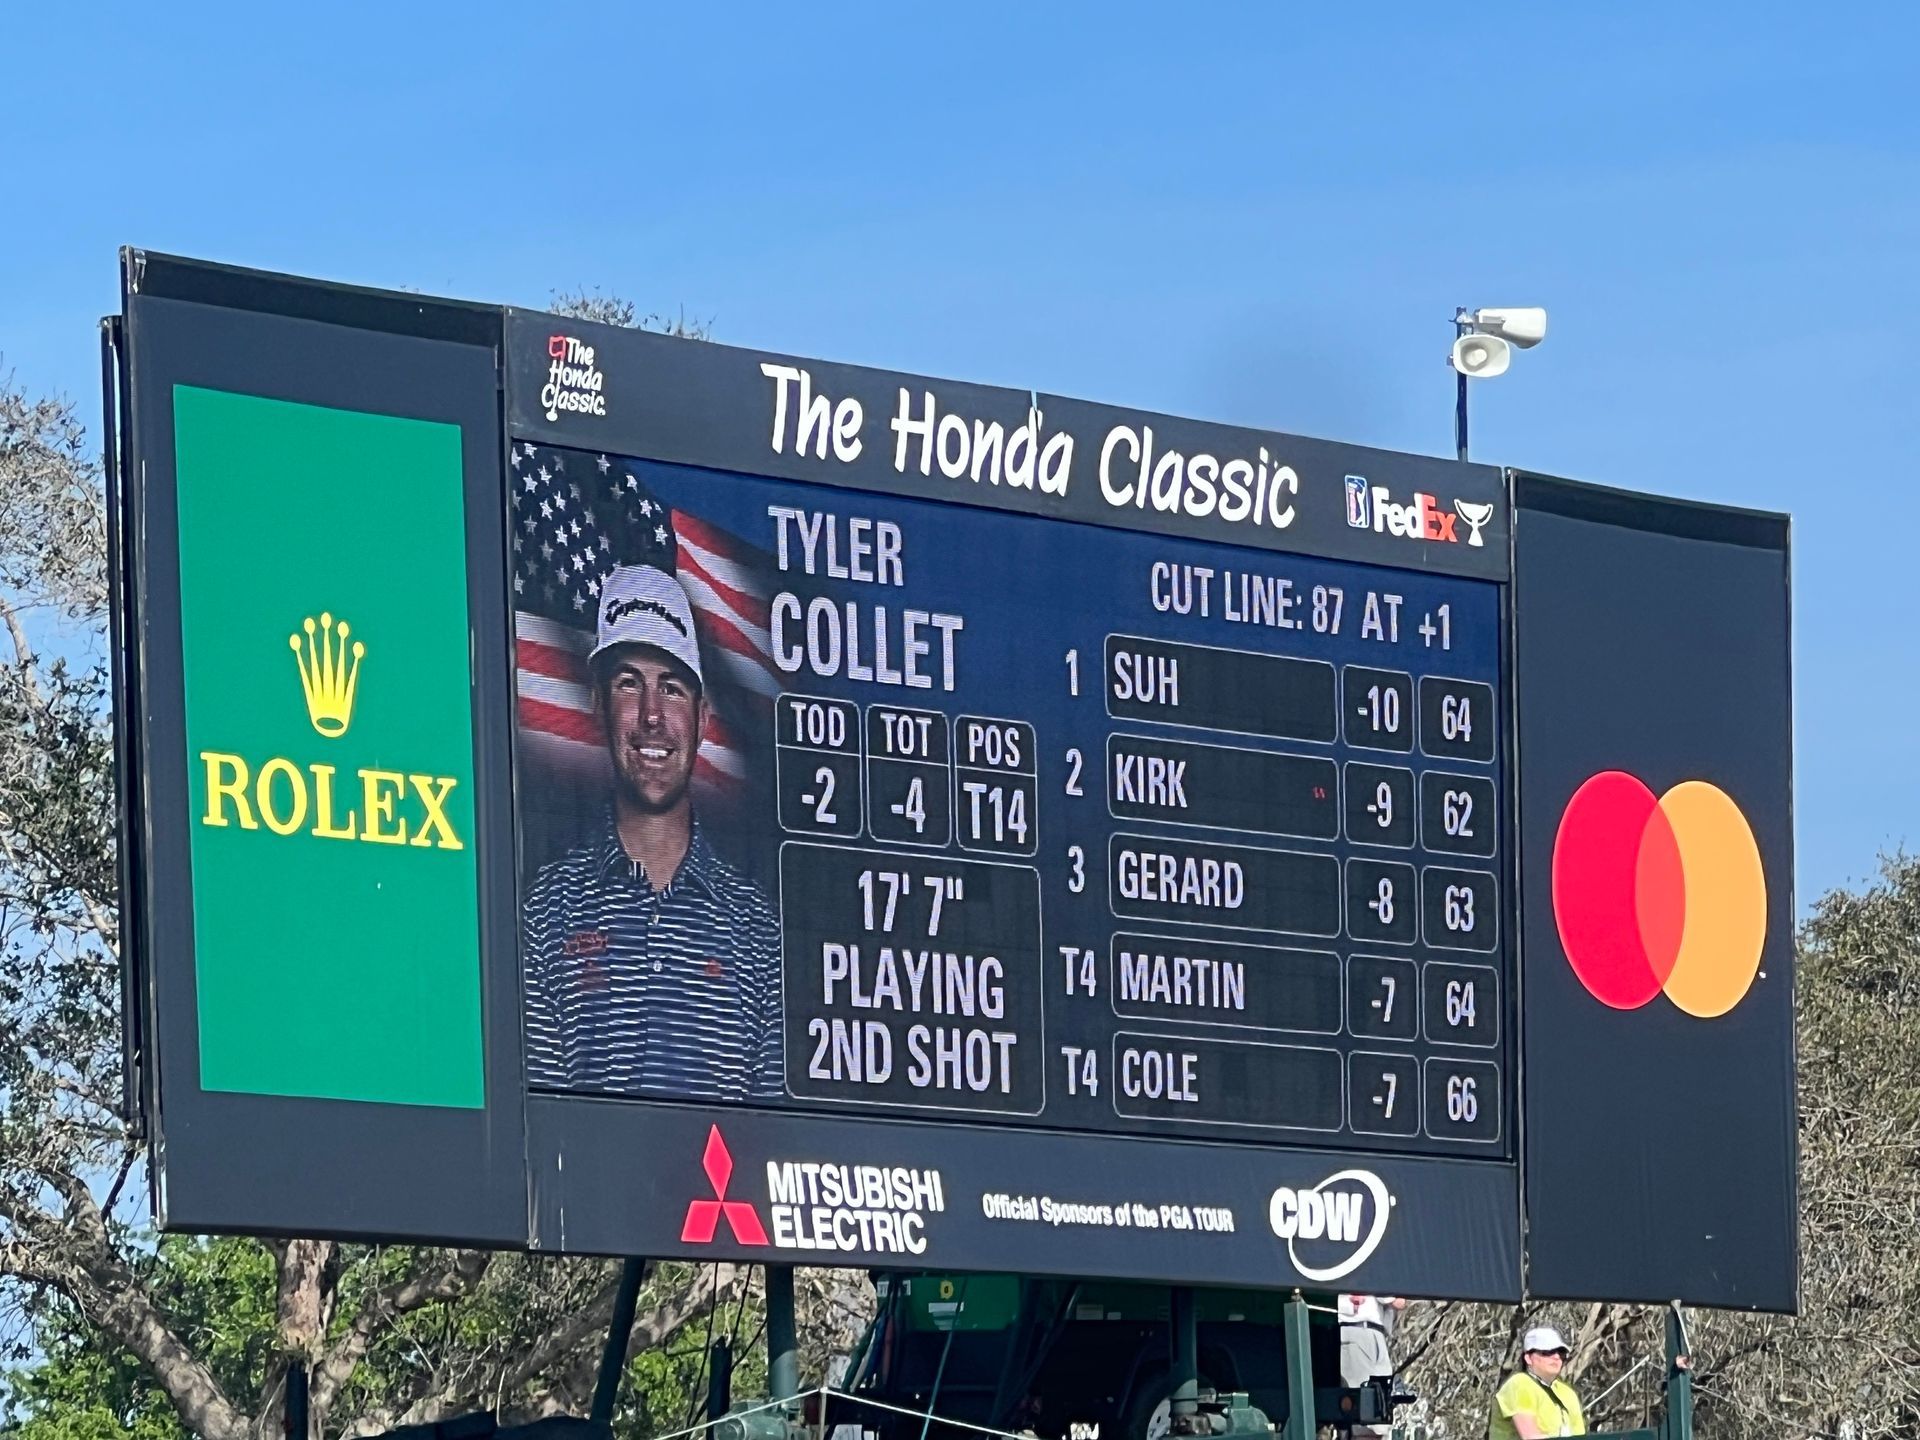 The
Honda
Classic
The Honda Classic
FedEx
ROLEX
TYLER
COLLET
TOD TOT POS
-2 -4 T14
17' 7"
PLAYING
2ND SHOT
CUT LINE: 87 AT +1
1 SUH -10 64
2 KIRK -9 62
3 GERARD -8 63
T4 MARTIN -7 64
T4 COLE -7 66
TaylorMade
MITSUBISHI
ELECTRIC
Official Sponsors of the PGA TOUR
CDW